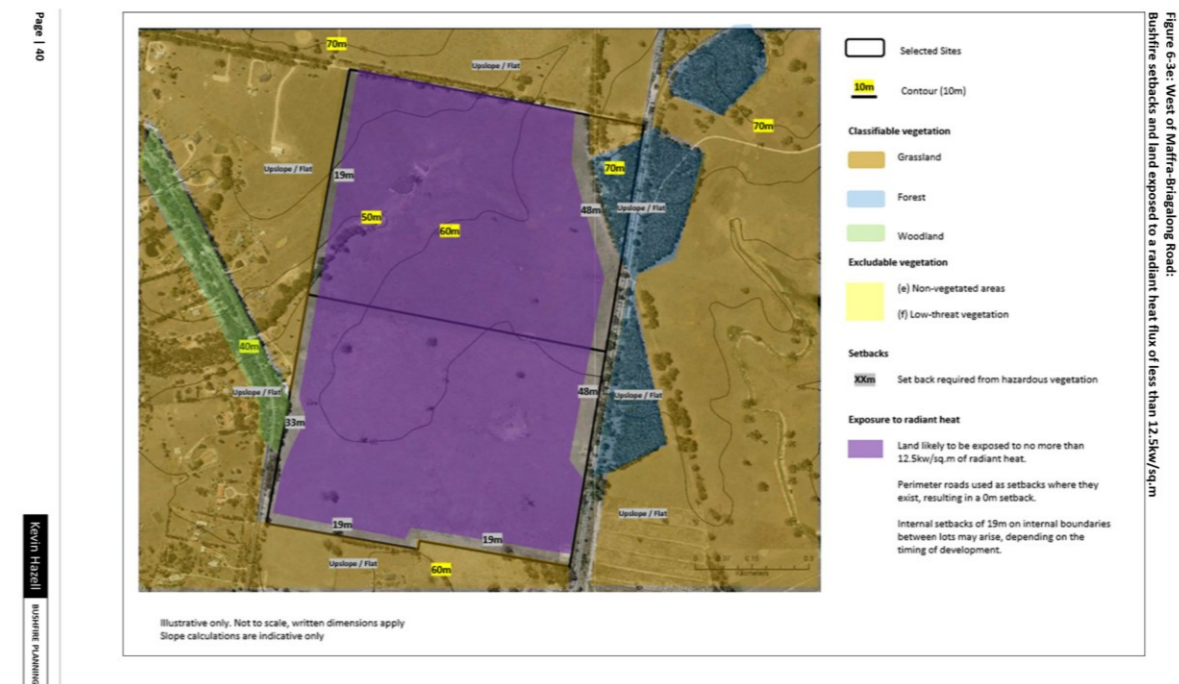 Figure 6-3e: West of Maffra-Briagalong Road:
Bushfire setbacks and land exposed to a radiant heat flux of less than 12.5kw/sq.m
70m
Upslope / Flat
70m
Upslope / Flat
19m
70m
50m
60m
48m
Upslope / Flat
40m
Upslope / Flat
48m
Upslope / Flat
33m
19m
19m
Upslope / Flat
Upslope / Flat
60m
Kilometers
Selected Sites
10m
Contour (10m)
Classifiable vegetation
Grassland
Forest
Woodland
Excludable vegetation
(e) Non-vegetated areas
(f) Low-threat vegetation
Setbacks
XXm
Set back required from hazardous vegetation
Exposure to radiant heat
Land likely to be exposed to no more than
12.5kw/sq.m of radiant heat.
Perimeter roads used as setbacks where they
exist, resulting in a 0m setback.
Internal setbacks of 19m on internal boundaries
between lots may arise, depending on the
timing of development.
Illustrative only. Not to scale, written dimensions apply
Slope calculations are indicative only
Page | 40
Kevin Hazell
BUSHFIRE PLANNING